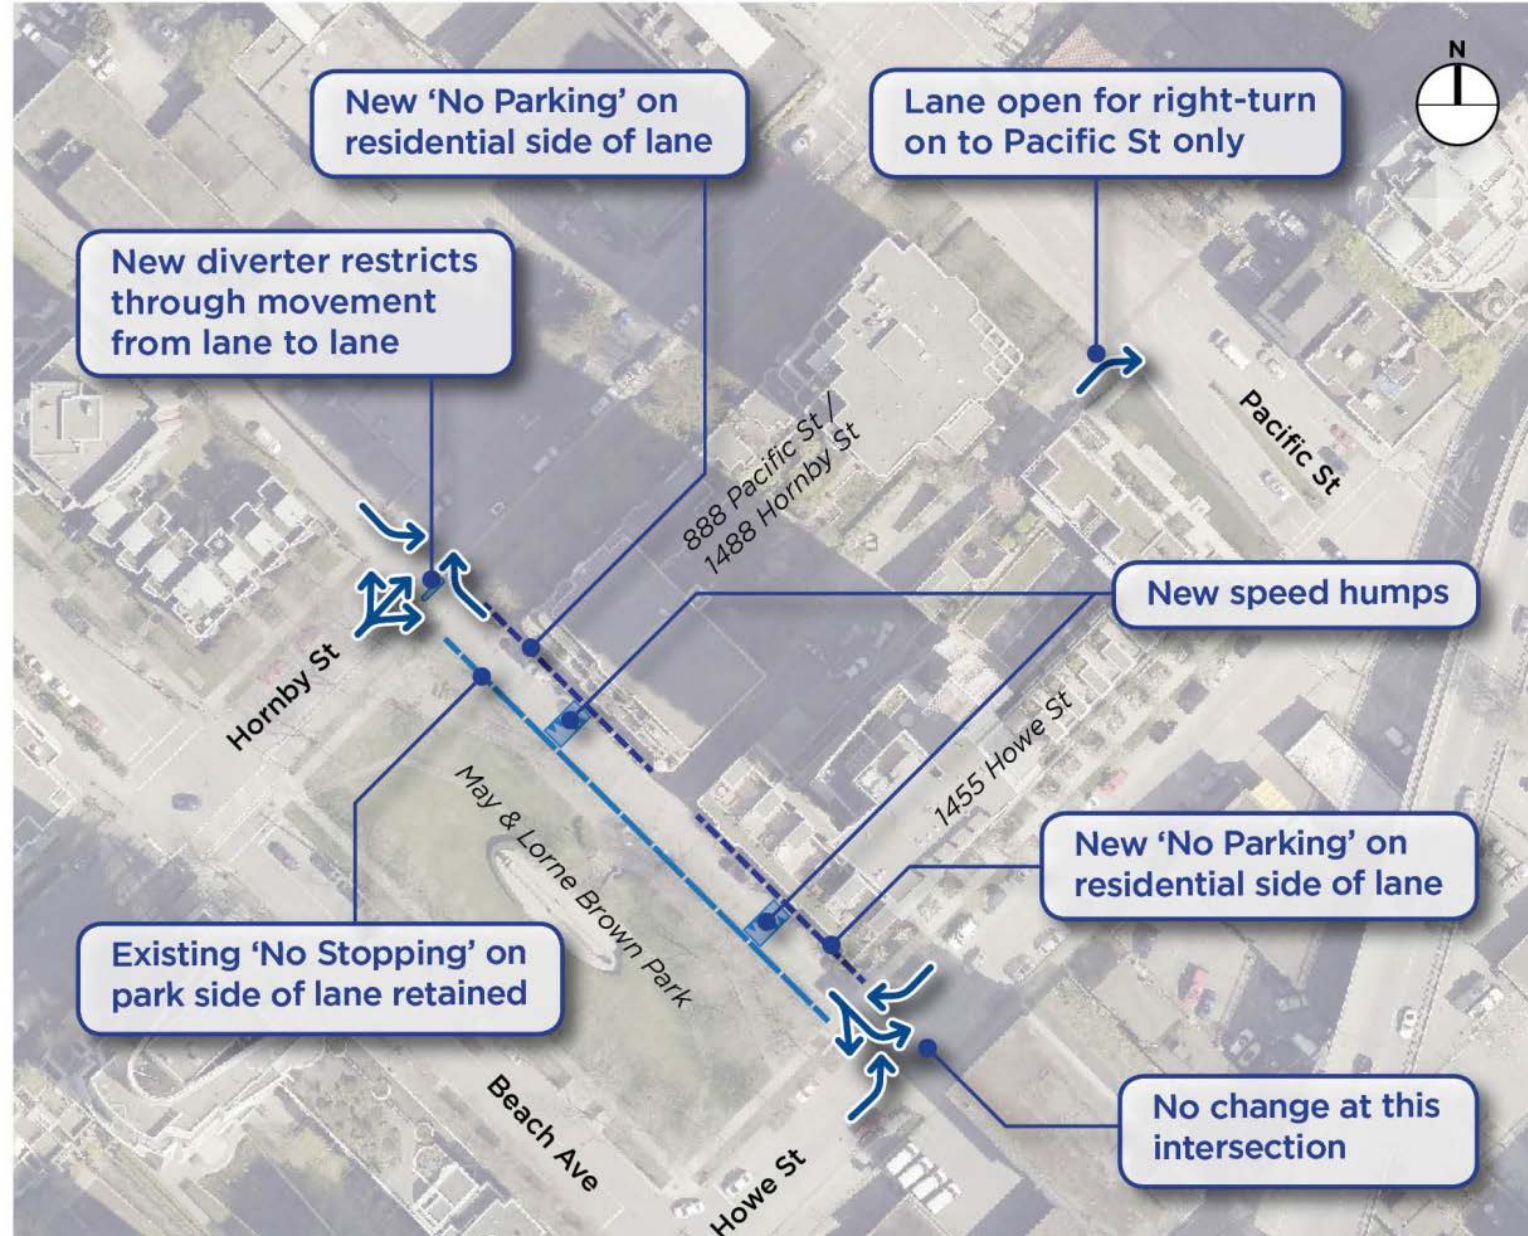 N
New ‘No Parking’ on
residential side of lane
Lane open for right-turn
on to Pacific St only
New diverter restricts
through movement
from lane to lane
Pacific St
888 Pacific St /
1488 Hornby St
New speed humps
Hornby St
May & Lorne Brown Park
1455 Howe St
New ‘No Parking’ on
residential side of lane
Existing ‘No Stopping’ on
park side of lane retained
Beach Ave
Howe St
No change at this
intersection